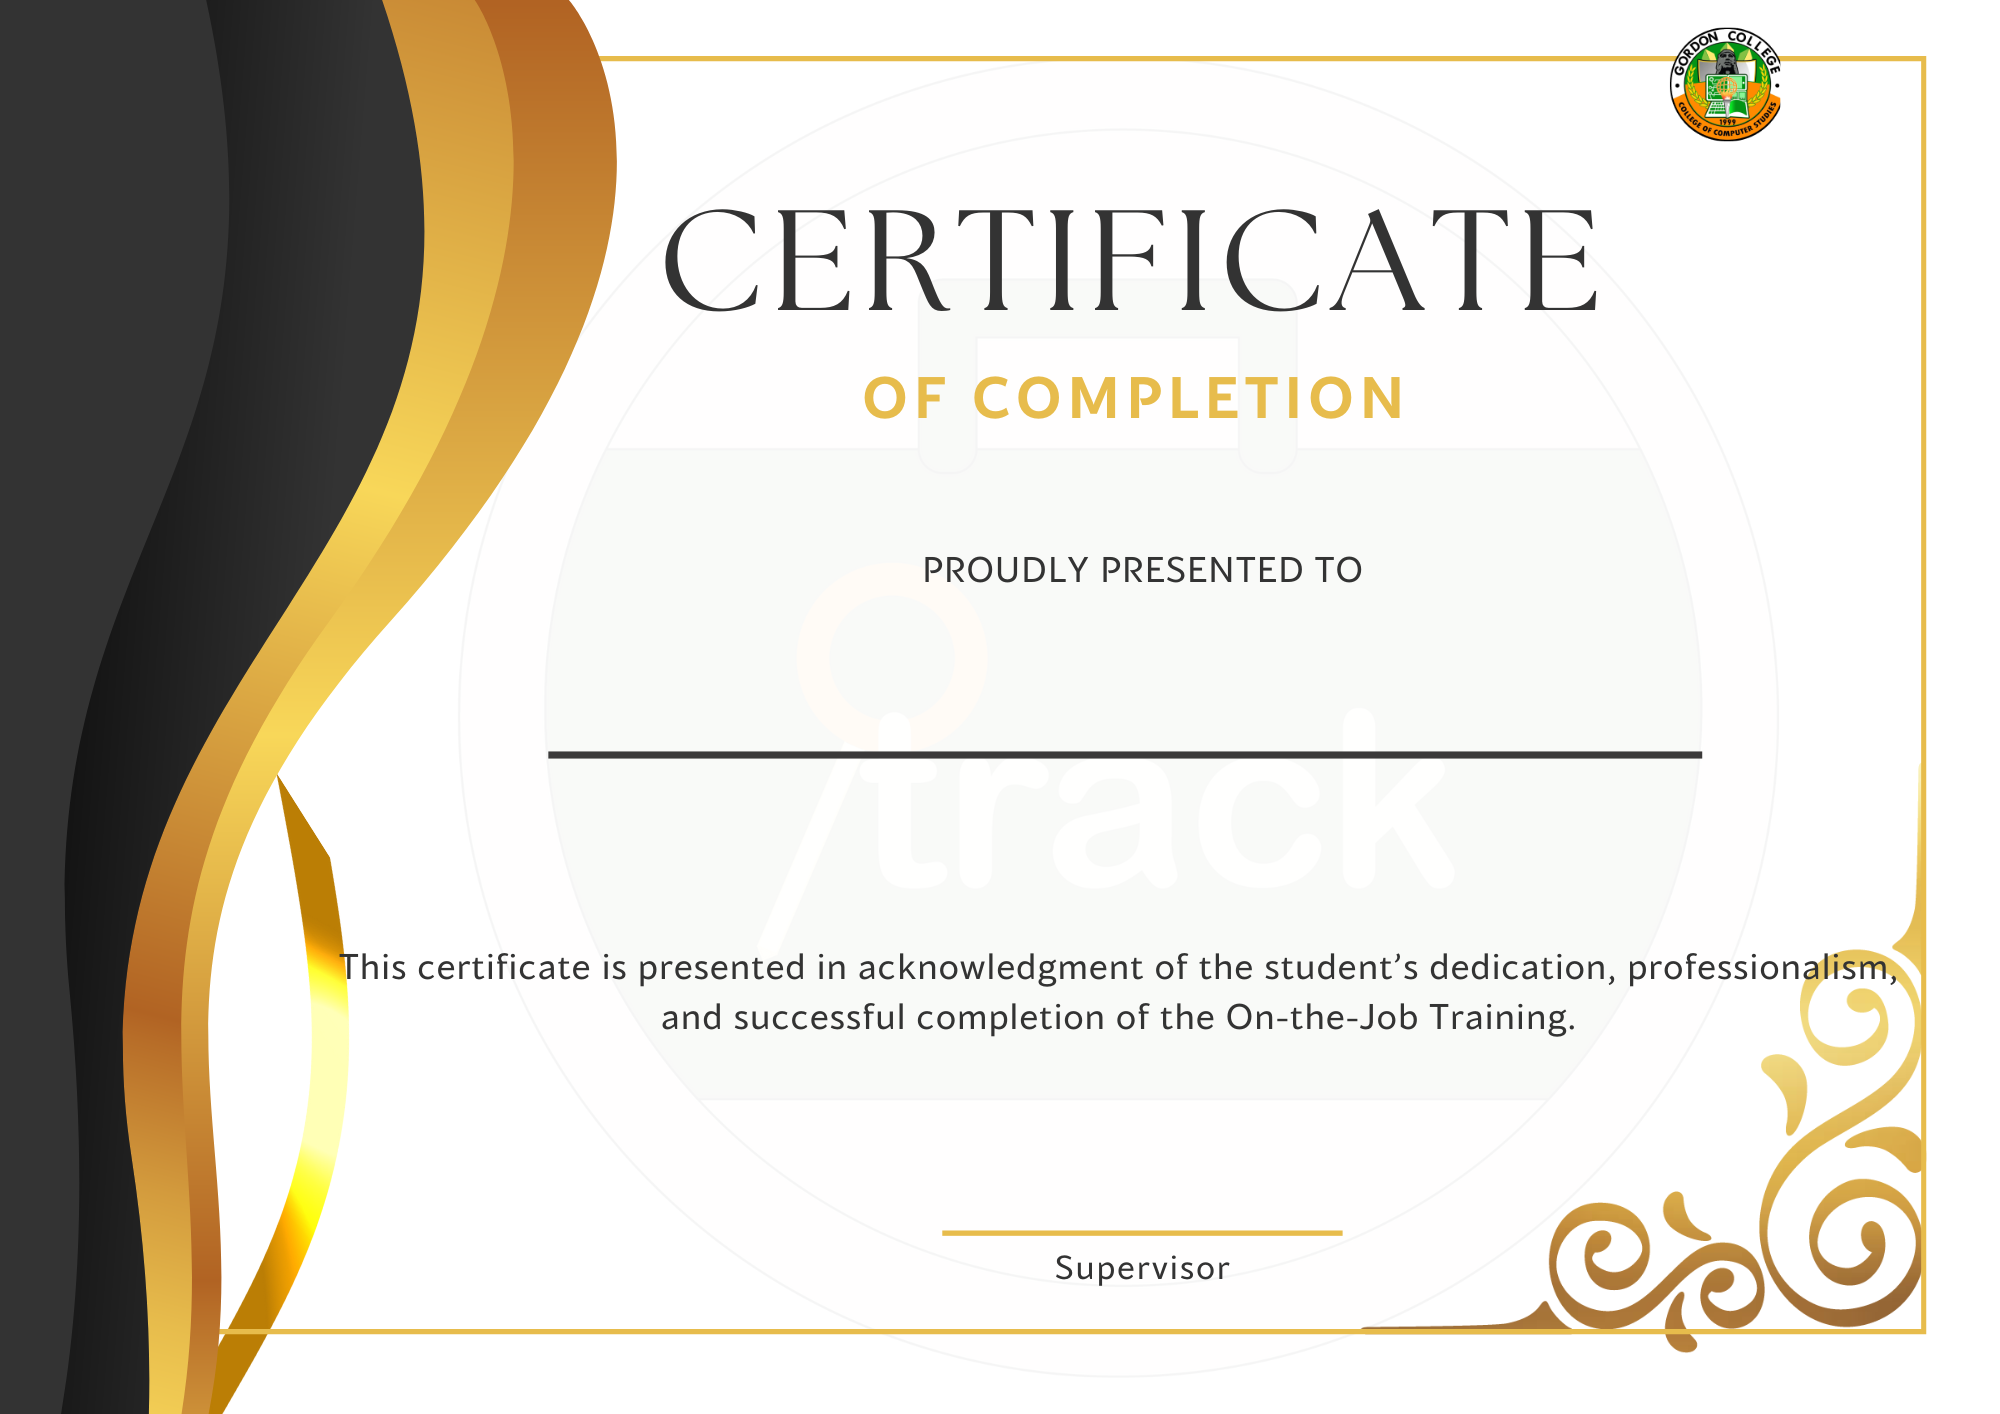 GORDON COLLEGE
COLLEGE OF COMPUTER STUDIES
1999
CERTIFICATE
OF COMPLETION
PROUDLY PRESENTED TO
track
This certificate is presented in acknowledgment of the student’s dedication, professionalism,
and successful completion of the On-the-Job Training.
Supervisor